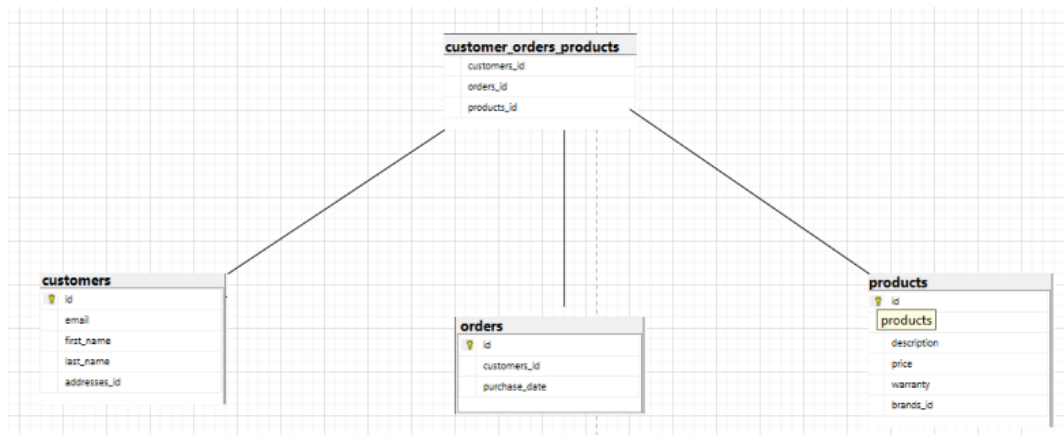 customer_orders_products
customers_id
orders_id
products_id
customers
id
email
first_name
last_name
addresses_id
orders
id
customers_id
purchase_date
products
id
products
description
price
warranty
brands_id